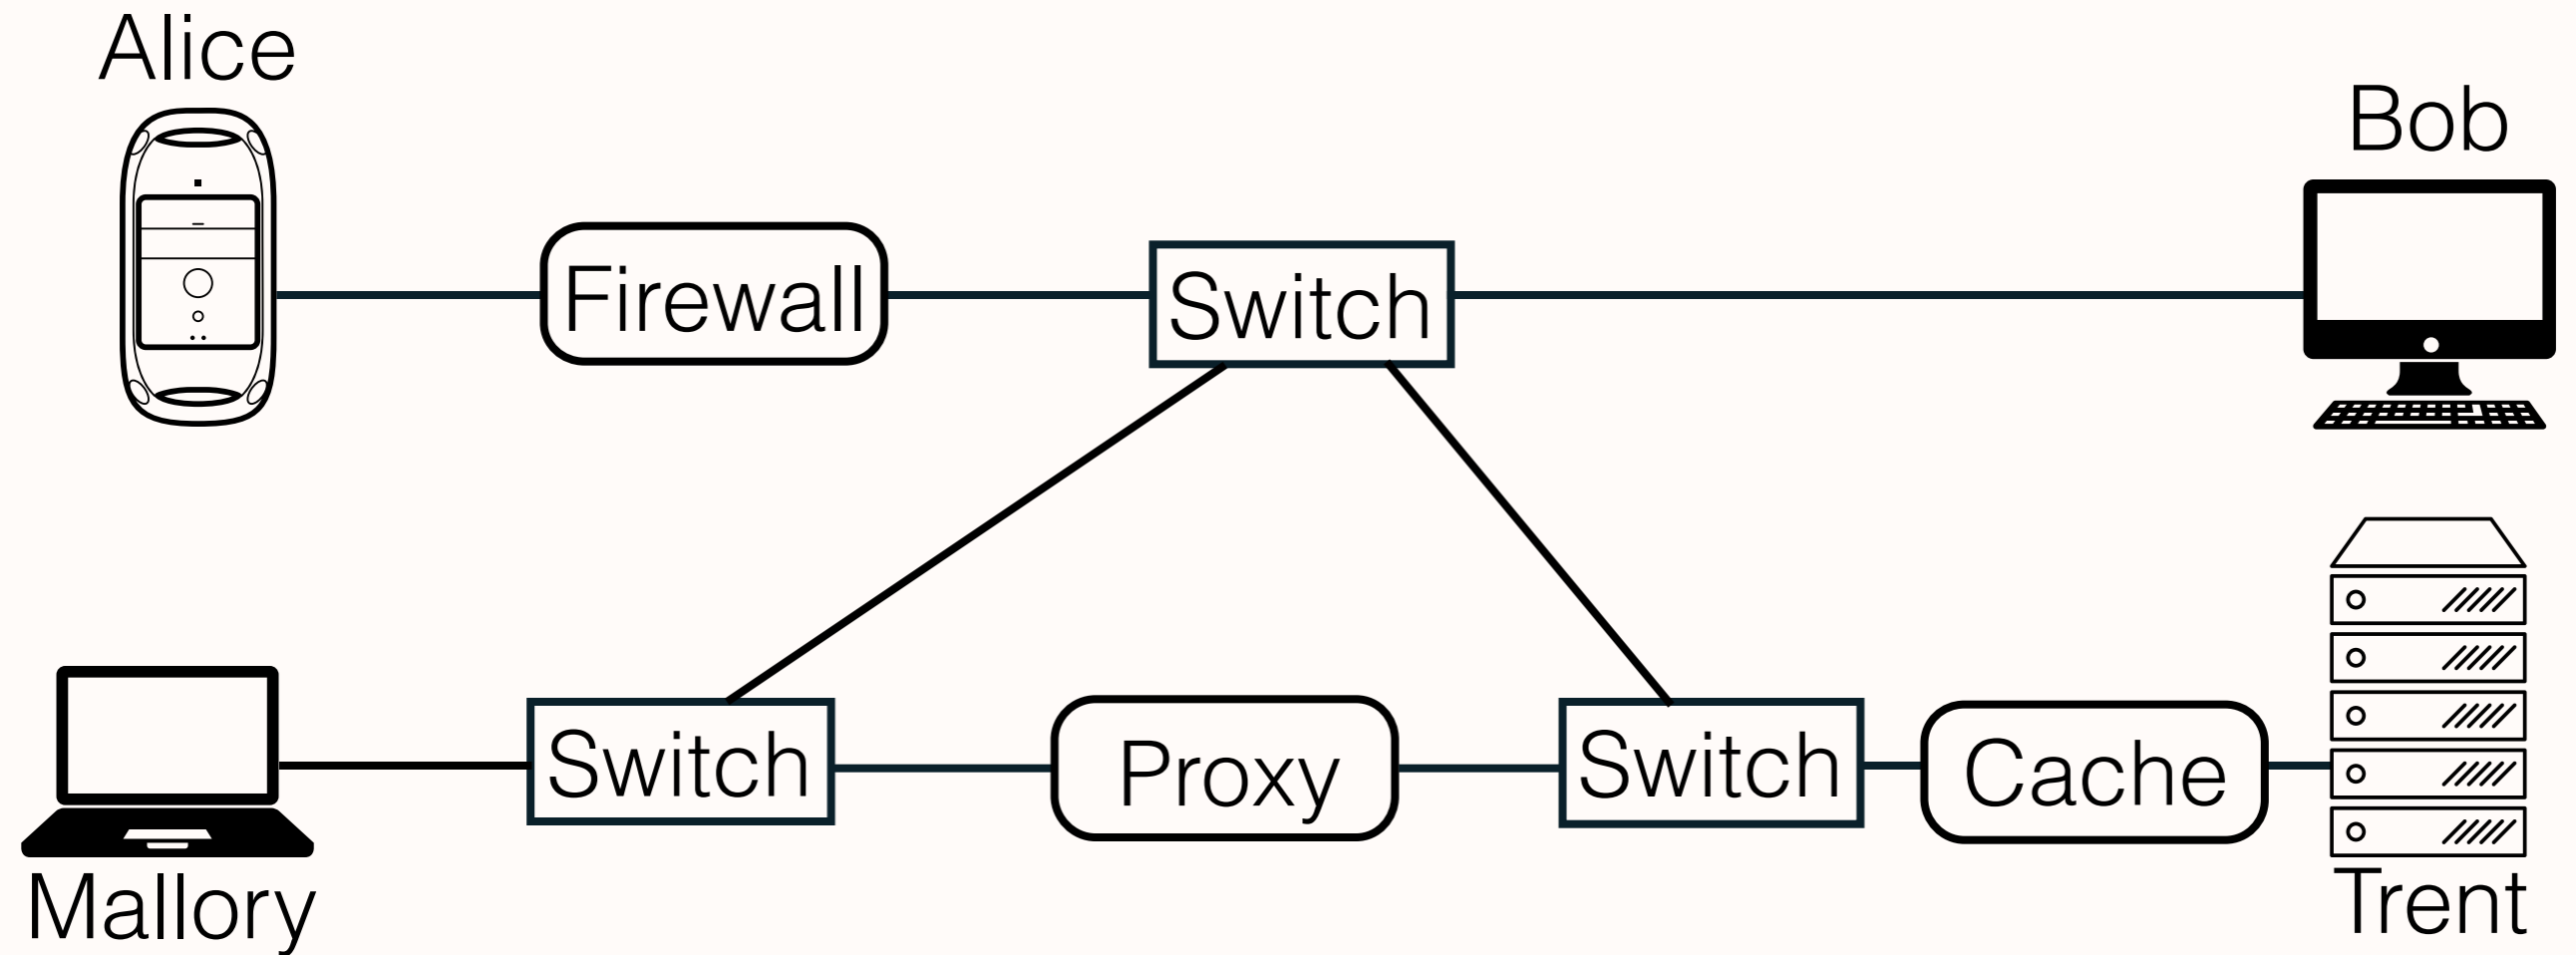 Alice
Bob
Firewall
Switch
Switch
Proxy
Switch
Cache
Mallory
Trent